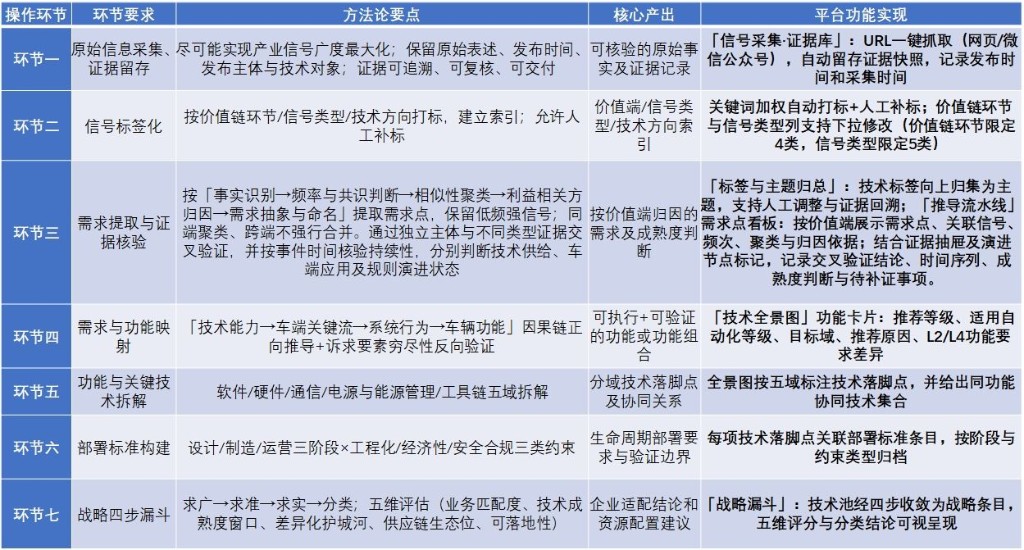 操作环节 环节要求 方法论要点 核心产出 平台功能实现
环节一
原始信息采集、
证据留存
尽可能实现产业信号广度最大化；保留原始表述、发布时间、
发布主体与技术对象；证据可追溯、可复核、可交付
可核验的原始事
实及证据记录
「信号采集·证据库」：URL一键抓取（网页/微
信公众号），自动留存证据快照，记录发布时
间和采集时间
环节二
信号标签化
按价值链环节/信号类型/技术方向打标，建立索引；允许人
工补标
价值端/信号类
型/技术方向索
引
关键词加权自动打标+人工补标；价值链环节
与信号类型列支持下拉修改（价值链环节限定
4类，信号类型限定5类）
环节三
需求提取与证
据核验
按「事实识别→频率与共识判断→相似性聚类→利益相关方
归因→需求抽象与命名」提取需求点，保留低频强信号；同
端聚类、跨端不强行合并。通过独立主体与不同类型证据交
叉验证，并按事件时间核验持续性，分别判断技术供给、车
端应用及规则演进状态
按价值端归因的
需求及成熟度判
断
「标签与主题归总」：技术标签向上归集为主
题，支持人工调整与证据回溯；「推导流水线」
需求点看板：按价值端展示需求点、关联信号、
频次、聚类与归因依据；结合证据抽屉及演进
节点标记，记录交叉验证结论、时间序列、成
熟度判断与待补证事项。
环节四
需求与功能映
射
「技术能力→车端关键流→系统行为→车辆功能」因果链正
向推导+诉求要素穷尽性反向验证
可执行+可验证
的功能或功能组
合
「技术全景图」功能卡片：推荐等级、适用自
动化等级、目标域、推荐原因、L2/L4功能要
求差异
环节五
功能与关键技
术拆解
软件/硬件/通信/电源与能源管理/工具链五域拆解
分域技术落脚点
及协同关系
全景图按五域标注技术落脚点，并给出同功能
协同技术集合
环节六
部署标准构建
设计/制造/运营三阶段×工程化/经济性/安全合规三类约束
生命周期部署要
求与验证边界
每项技术落脚点关联部署标准条目，按阶段与
约束类型归档
环节七
战略四步漏斗
求广→求准→求实→分类；五维评估（业务匹配度、技术成
熟度窗口、差异化护城河、供应链生态位、可落地性）
企业适配结论和
资源配置建议
「战略漏斗」：技术池经四步收敛为战略条目，
五维评分与分类结论可视呈现